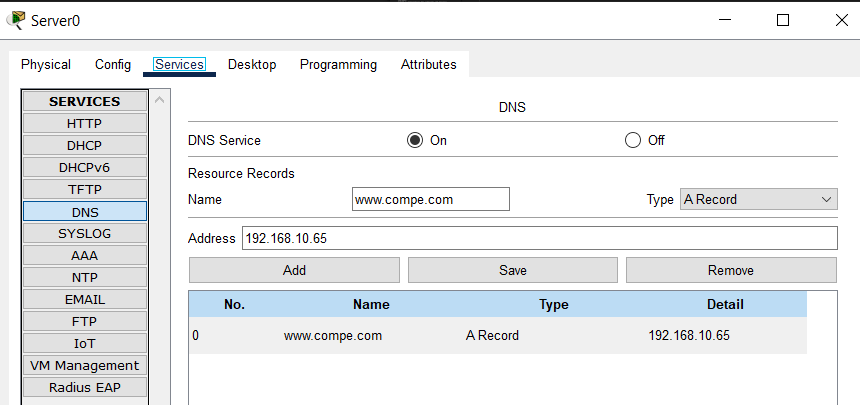 Server0
Physical Config Services Desktop Programming Attributes
SERVICES
HTTP
DHCP
DHCPv6
TFTP
DNS
SYSLOG
AAA
NTP
EMAIL
FTP
IoT
VM Management
Radius EAP
DNS
DNS Service On Off
Resource Records
Name www.compe.com Type A Record
Address 192.168.10.65
Add Save Remove
No. Name Type Detail
0 www.compe.com A Record 192.168.10.65